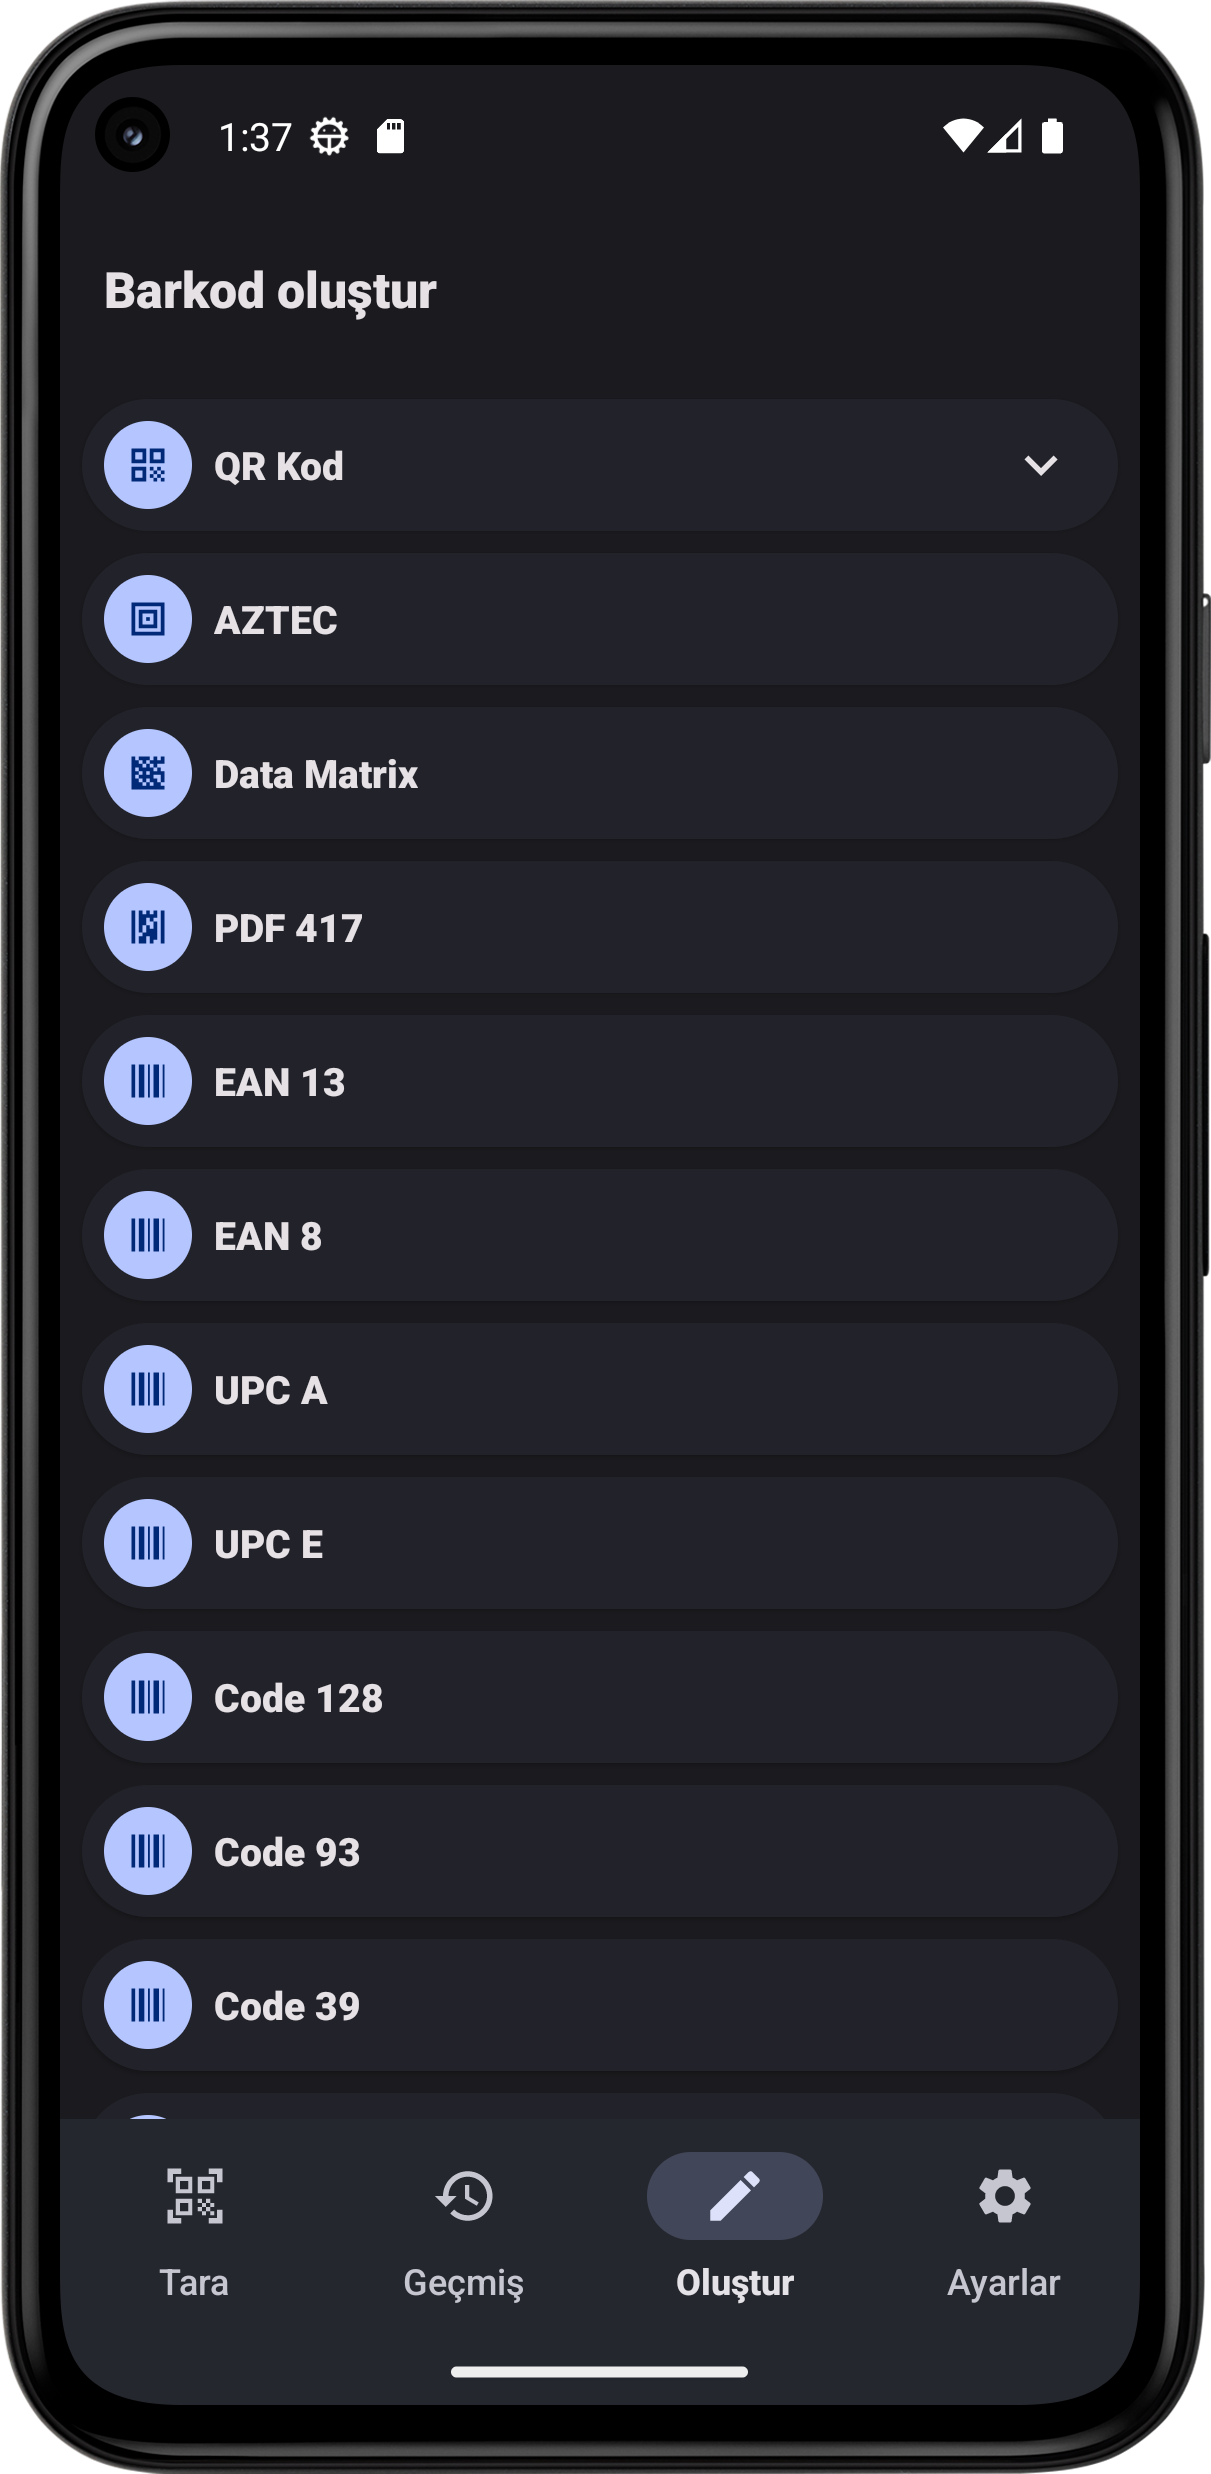 1:37
Barkod oluştur
QR Kod
AZTEC
Data Matrix
PDF 417
EAN 13
EAN 8
UPC A
UPC E
Code 128
Code 93
Code 39
Tara
Geçmiş
Oluştur
Ayarlar